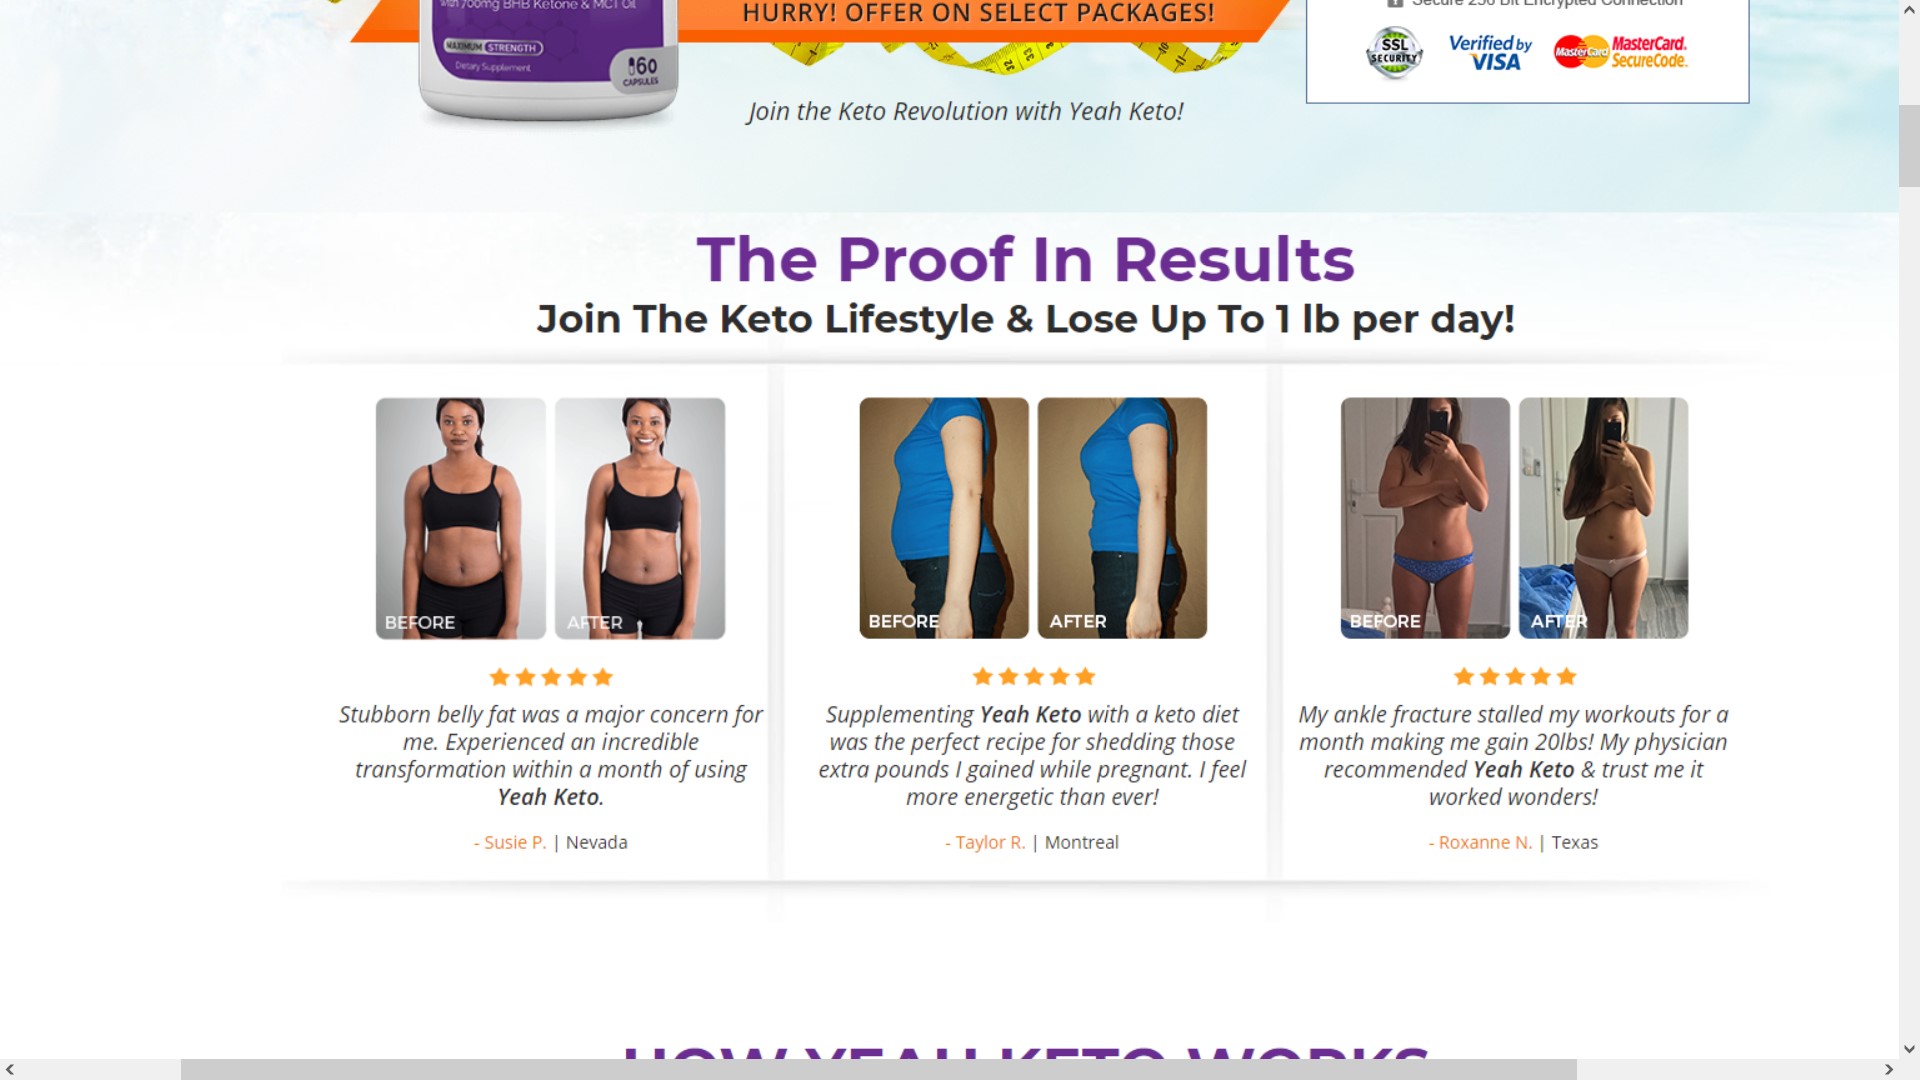 with 700mg BHB Ketone & MCT Oil
MAXIMUM STRENGTH
Dietary Supplement
60
CAPSULES
HURRY! OFFER ON SELECT PACKAGES!
Join the Keto Revolution with Yeah Keto!
Secure 256 Bit Encrypted Connection
SSL
SECURITY
Verified by
VISA
MasterCard
MasterCard.
SecureCode.
The Proof In Results
Join The Keto Lifestyle & Lose Up To 1 lb per day!
BEFORE
AFTER
Stubborn belly fat was a major concern for
me. Experienced an incredible
transformation within a month of using
Yeah Keto.
- Susie P. | Nevada
BEFORE
AFTER
Supplementing Yeah Keto with a keto diet
was the perfect recipe for shedding those
extra pounds I gained while pregnant. I feel
more energetic than ever!
- Taylor R. | Montreal
BEFORE
AFTER
My ankle fracture stalled my workouts for a
month making me gain 20lbs! My physician
recommended Yeah Keto & trust me it
worked wonders!
- Roxanne N. | Texas
HOW YEAH KETO WORKS